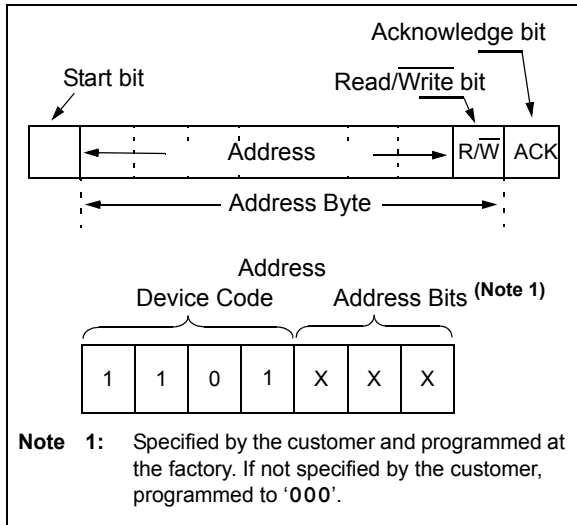 Acknowledge bit
Start bit
Read/Write bit
Address
R/W
ACK
Address Byte
Address
Device Code
Address Bits (Note 1)
1 1 0 1 X X X
Note 1: Specified by the customer and programmed at
the factory. If not specified by the customer,
programmed to ‘000’.